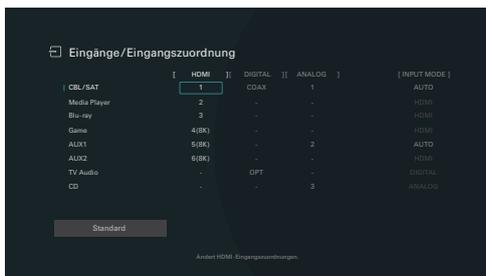 Eingänge/Eingangszuordnung
[ HDMI ][ DIGITAL ][ ANALOG ] [ INPUT MODE ]
CBL/SAT 1 COAX 1 AUTO
Media Player 2 - - HDMI
Blu-ray 3 - - HDMI
Game 4(8K) - - HDMI
AUX1 5(8K) - 2 AUTO
AUX2 6(8K) - - HDMI
TV Audio - OPT - DIGITAL
CD - - 3 ANALOG
Standard
Ändert HDMI-Eingangszuordnungen.